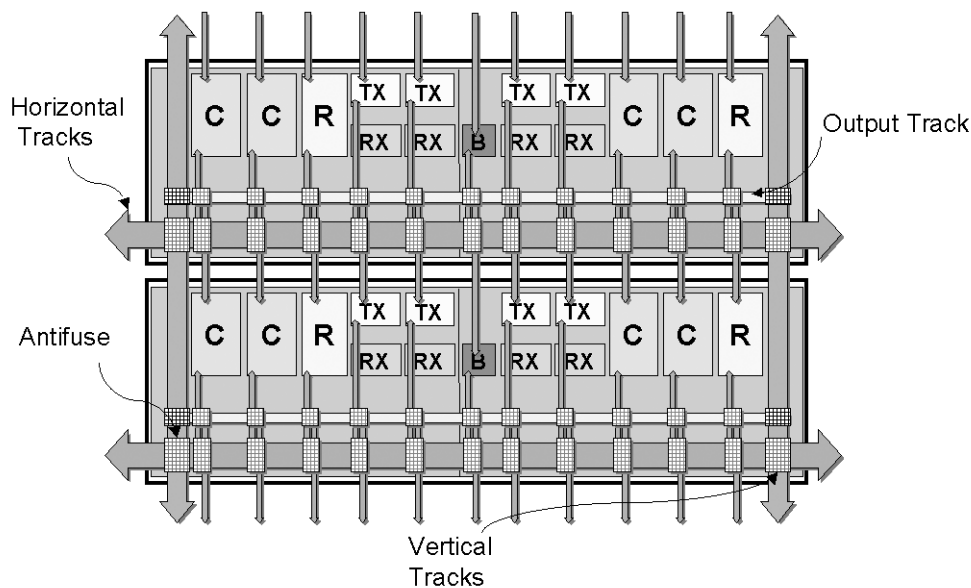 C C R TX TX TX TX C C R
RX RX B RX RX
Horizontal
Tracks
Output Track
C C R TX TX TX TX C C R
RX RX B RX RX
Antifuse
Vertical
Tracks